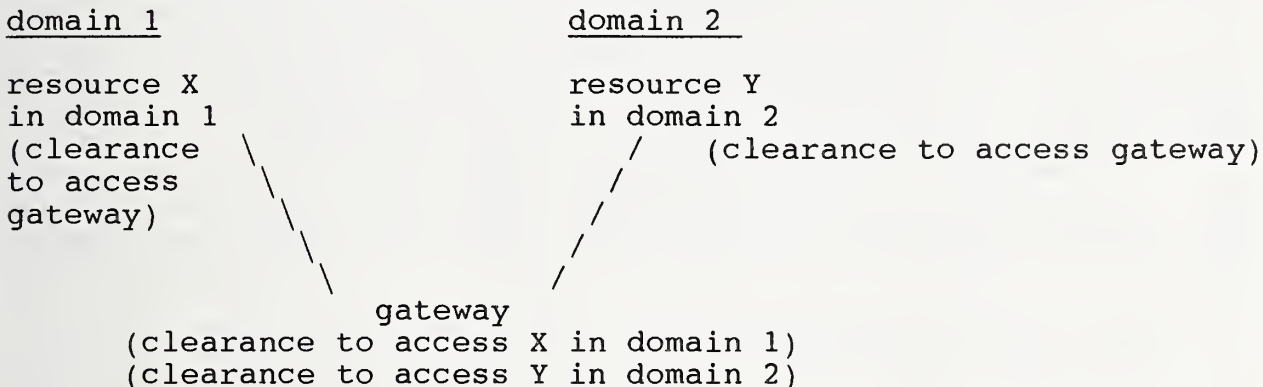 domain 1
resource X
in domain 1
(clearance
to access
gateway)
domain 2
resource Y
in domain 2
(clearance to access gateway)
gateway
(clearance to access X in domain 1)
(clearance to access Y in domain 2)